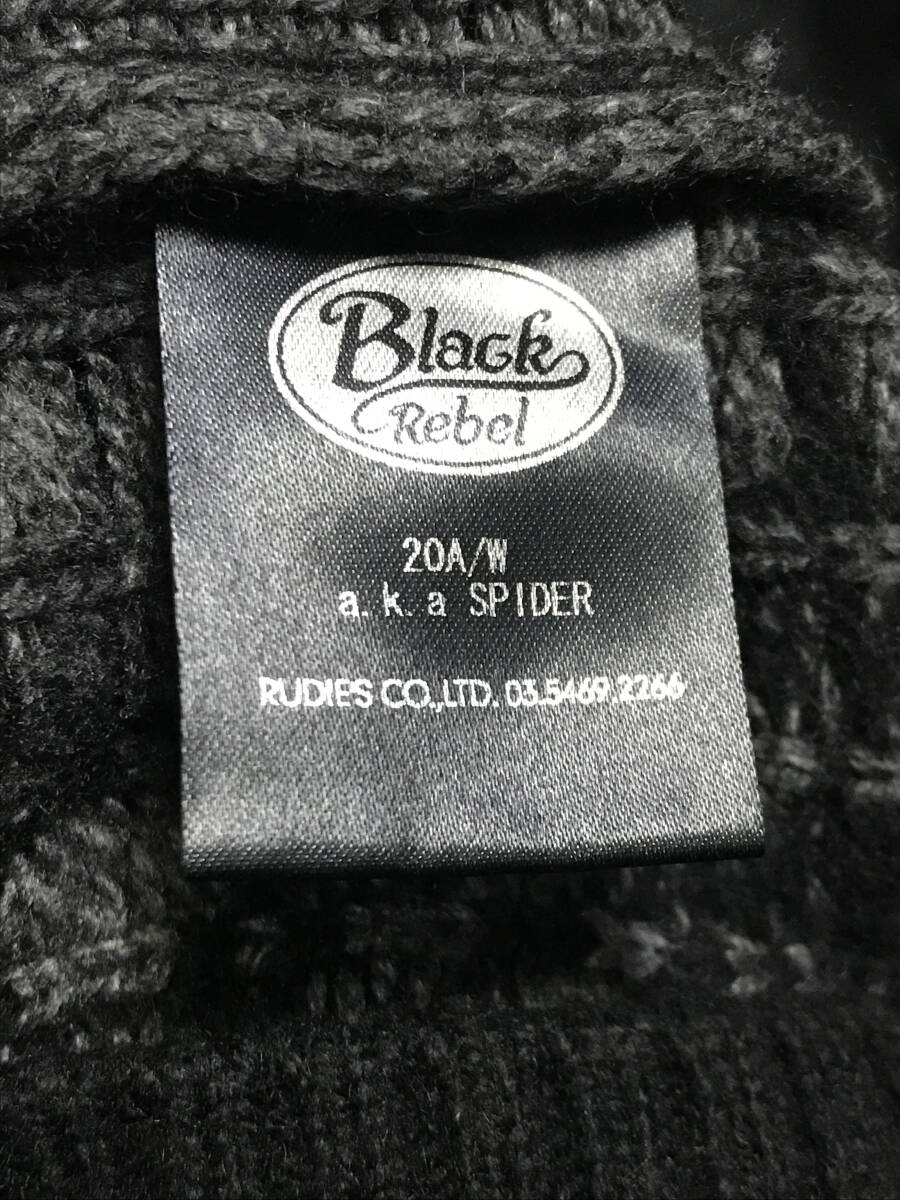 Black
Rebel
20A/W
a.k.a SPIDER
RUDIES CO.,LTD. 03.5469.2266